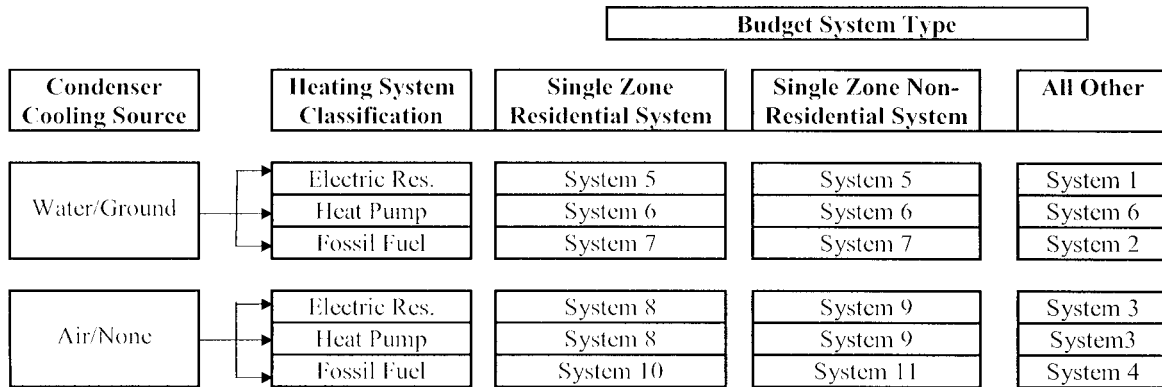 Budget System Type
Condenser Cooling Source
Heating System Classification
Single Zone Residential System
Single Zone Non-Residential System
All Other
Water/Ground
Electric Res.
System 5
System 5
System 1
Heat Pump
System 6
System 6
System 6
Fossil Fuel
System 7
System 7
System 2
Air/None
Electric Res.
System 8
System 9
System 3
Heat Pump
System 8
System 9
System3
Fossil Fuel
System 10
System 11
System 4